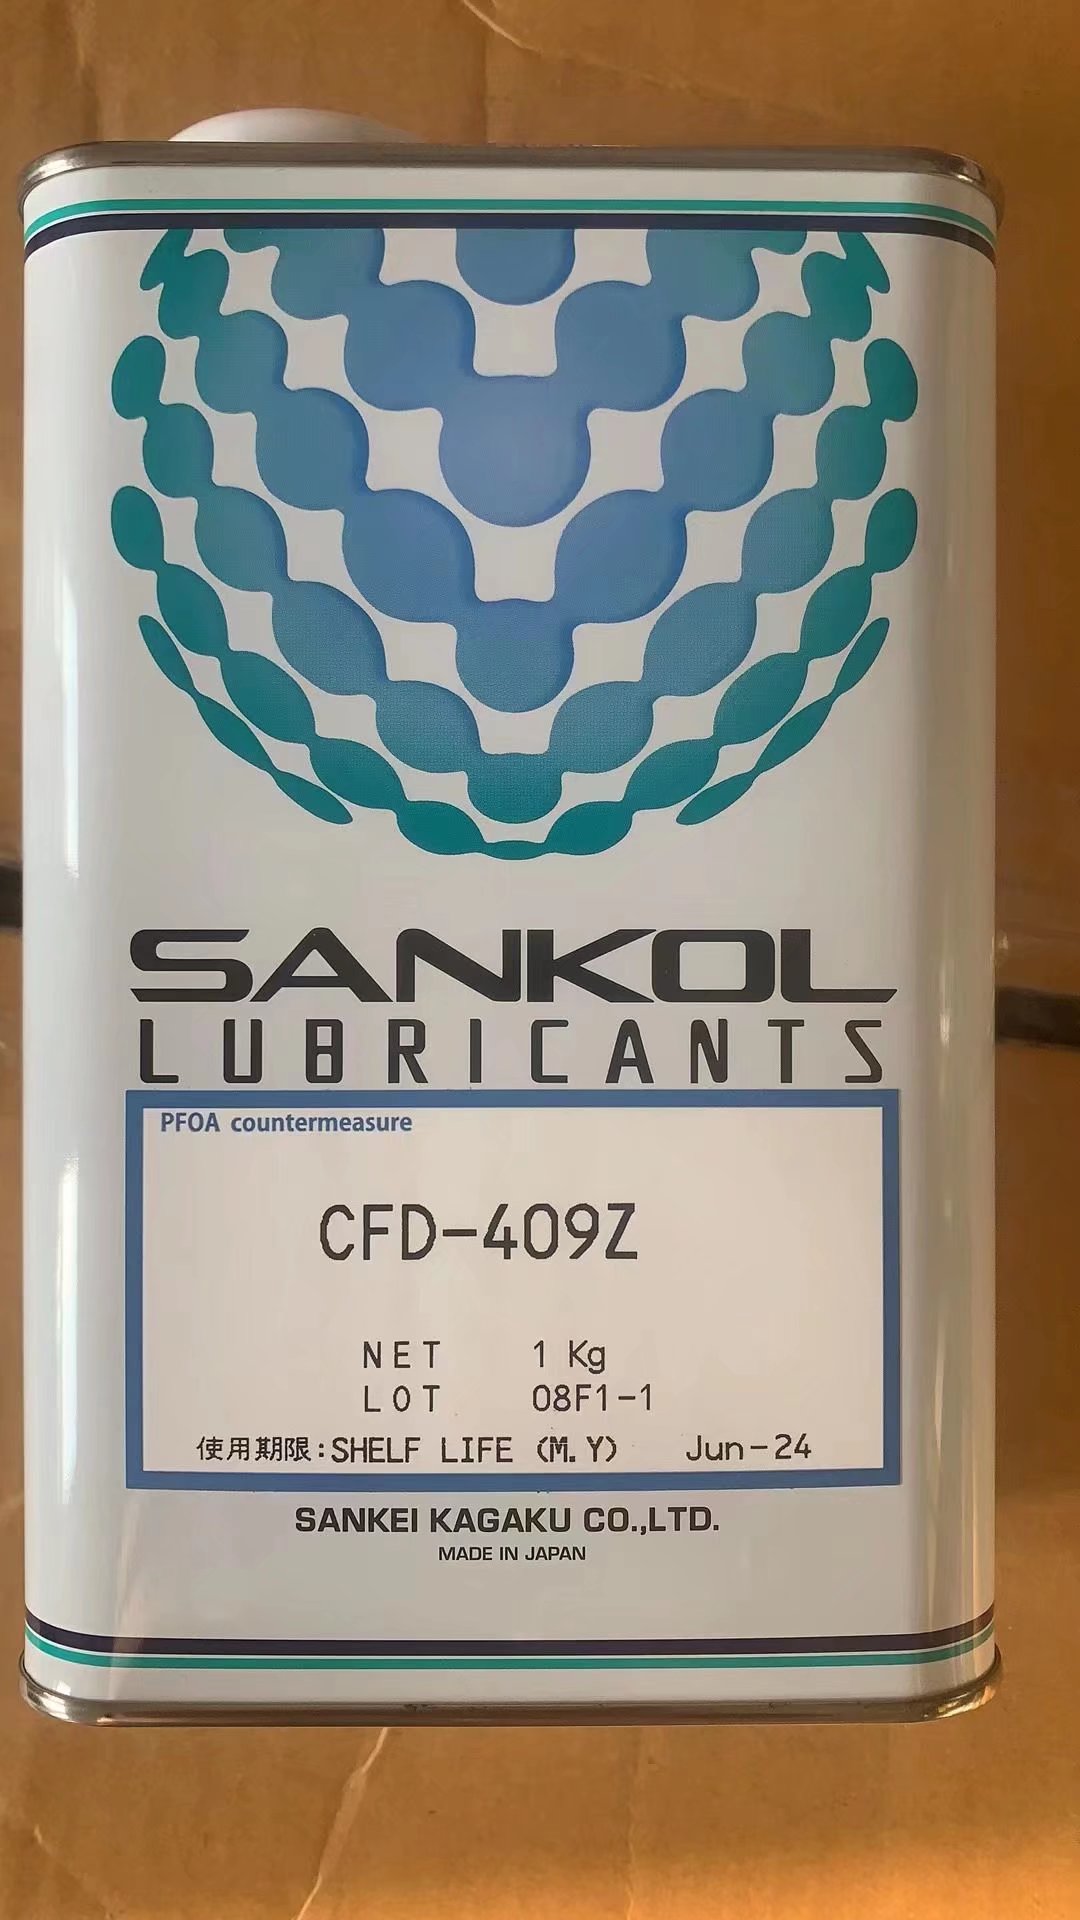 SANKOL
LUBRICANTS
PFOA countermeasure
CFD-409Z
NET 1 Kg
LOT 08F1-1
使用期限:SHELF LIFE (M.Y) Jun-24
SANKEI KAGAKU CO.,LTD.
MADE IN JAPAN